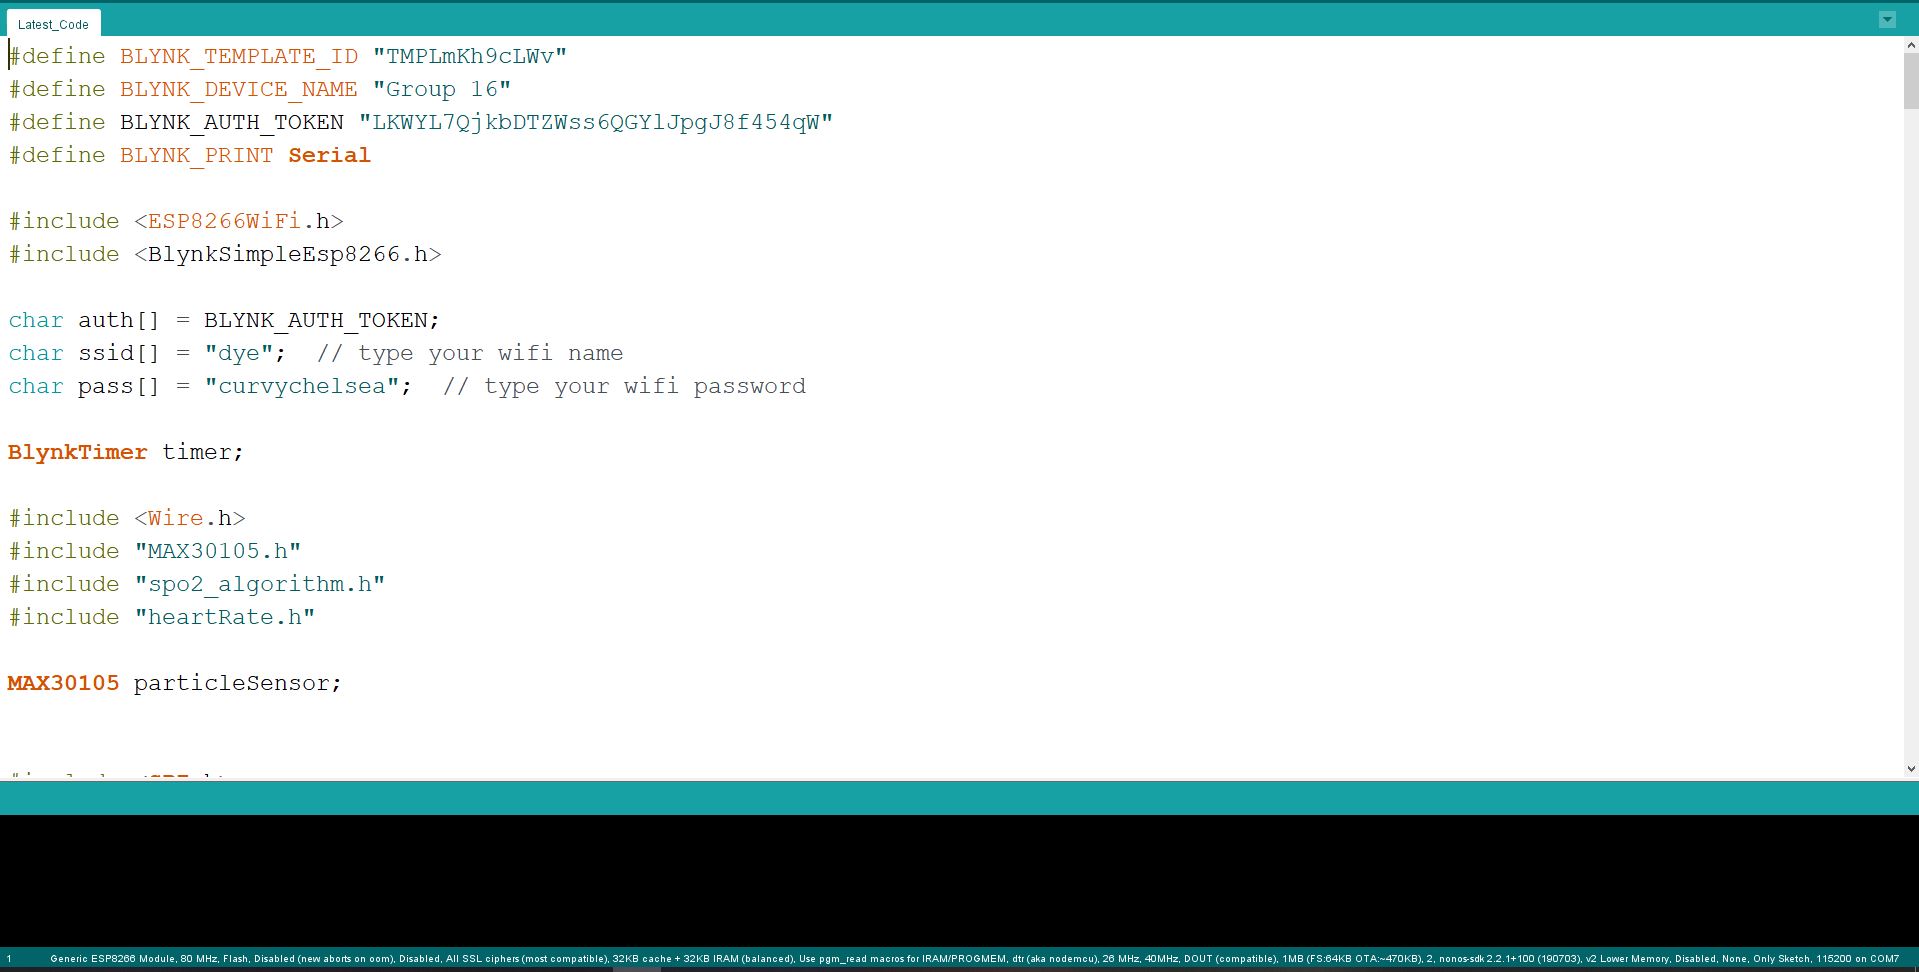 Latest_Code
#define BLYNK_TEMPLATE_ID "TMPLmKh9cLWv"
#define BLYNK_DEVICE_NAME "Group 16"
#define BLYNK_AUTH_TOKEN "LKWYL7QjkbDTZWss6QGYlJpgJ8f454qW"
#define BLYNK_PRINT Serial
#include <ESP8266WiFi.h>
#include <BlynkSimpleEsp8266.h>
char auth[] = BLYNK_AUTH_TOKEN;
char ssid[] = "dye";  // type your wifi name
char pass[] = "curvychelsea";  // type your wifi password
BlynkTimer timer;
#include <Wire.h>
#include "MAX30105.h"
#include "spo2_algorithm.h"
#include "heartRate.h"
MAX30105 particleSensor;
1 Generic ESP8266 Module, 80 MHz, Flash, Disabled (new aborts on oom), Disabled, All SSL ciphers (most compatible), 32KB cache + 32KB IRAM (balanced), Use pgm_read macros for IRAM/PROGMEM, dtr (aka nodemcu), 26 MHz, 40MHz, DOUT (compatible), 1MB (FS:64KB OTA:~470KB), 2, nonos-sdk 2.2.1+100 (190703), v2 Lower Memory, Disabled, None, Only Sketch, 115200 on COM7